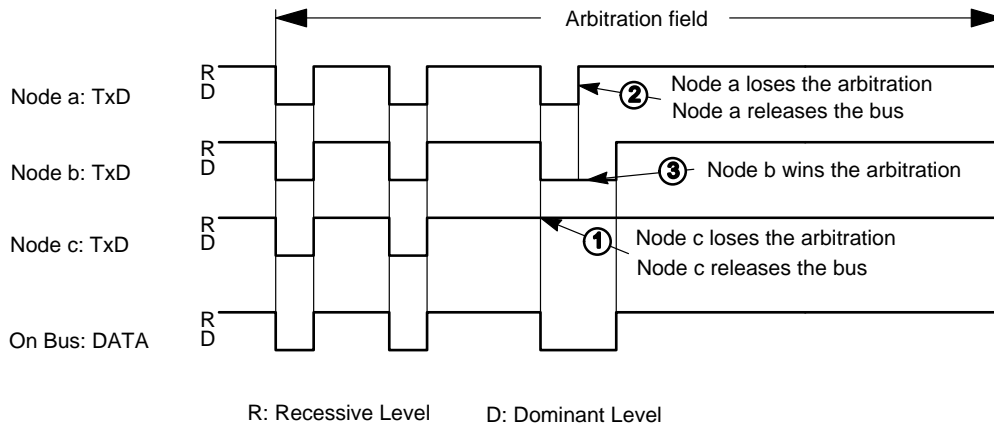 Arbitration field
Node a: TxD
R
D
2
Node a loses the arbitration
Node a releases the bus
Node b: TxD
R
D
3
Node b wins the arbitration
Node c: TxD
R
D
1
Node c loses the arbitration
Node c releases the bus
On Bus: DATA
R
D
R: Recessive Level D: Dominant Level